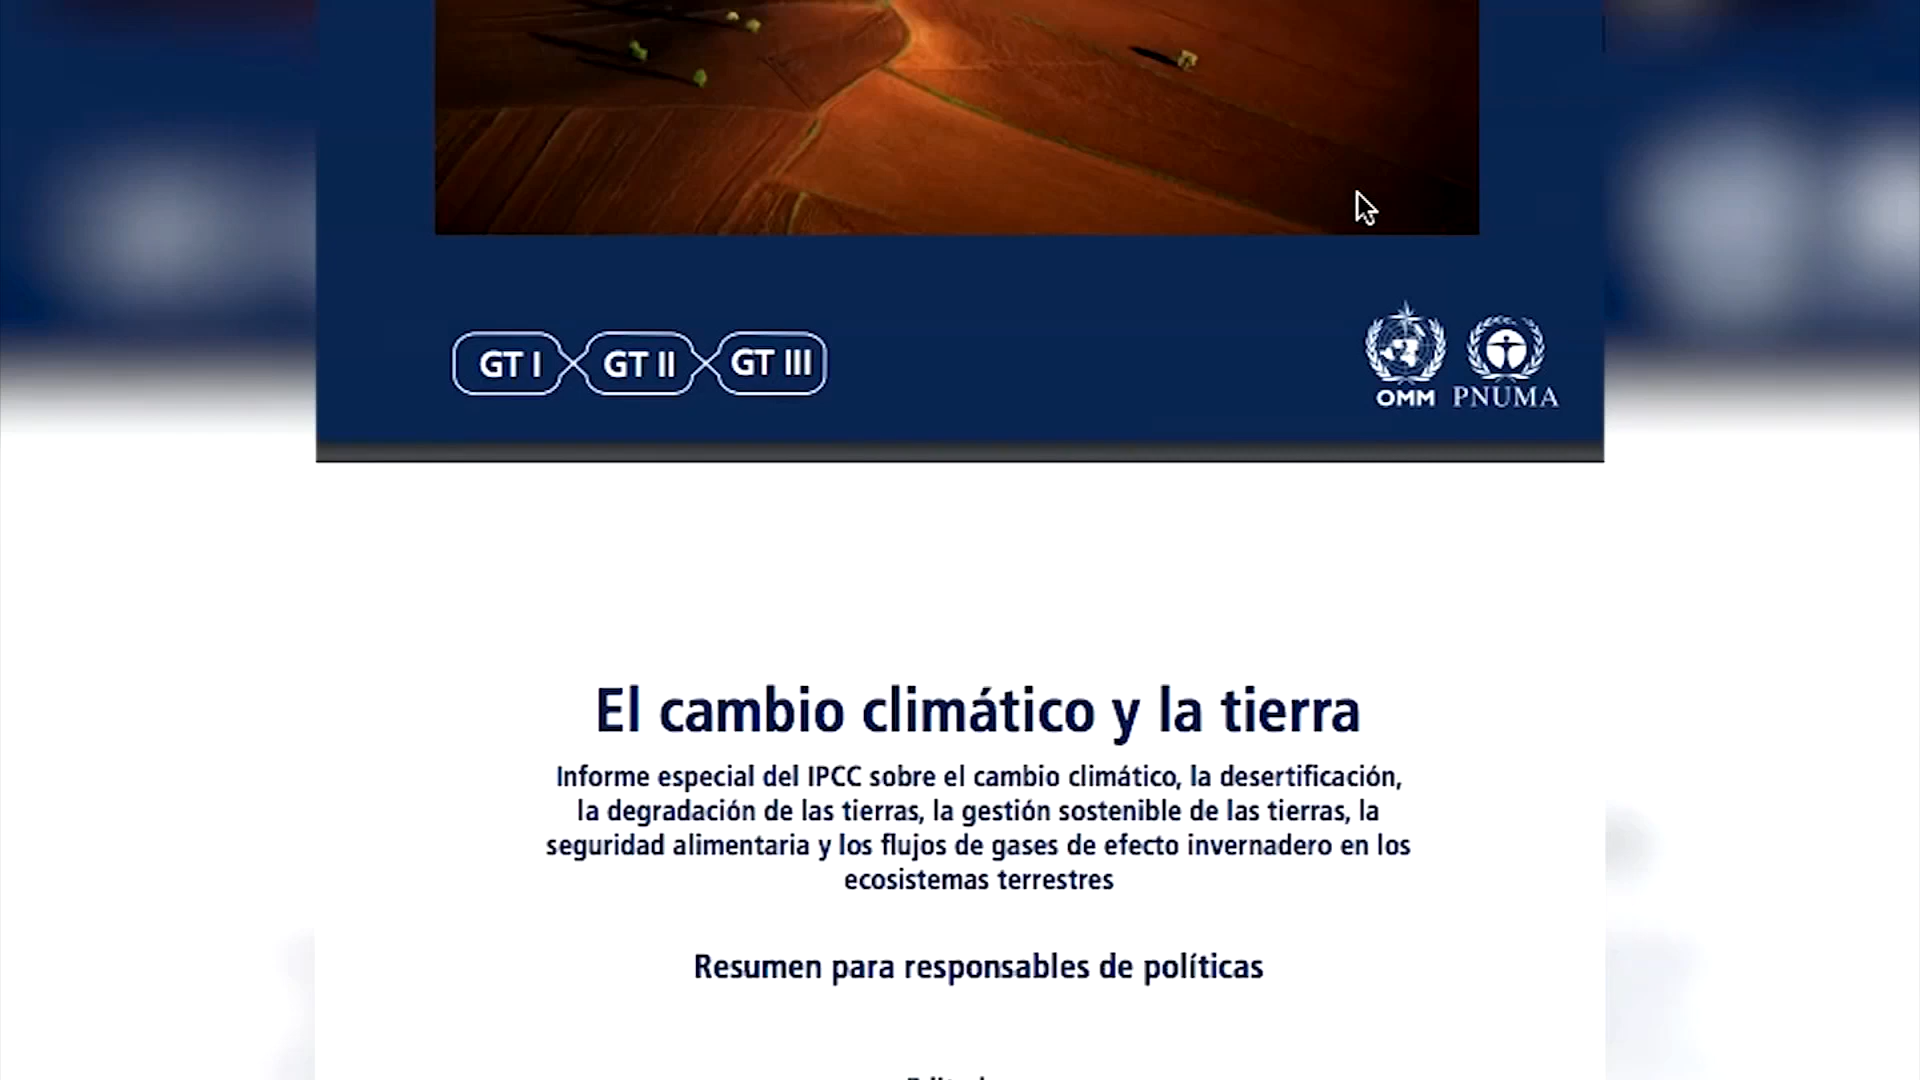 GT I GT II GT III
OMM PNUMA
El cambio climático y la tierra
Informe especial del IPCC sobre el cambio climático, la desertificación,
la degradación de las tierras, la gestión sostenible de las tierras, la
seguridad alimentaria y los flujos de gases de efecto invernadero en los
ecosistemas terrestres
Resumen para responsables de políticas